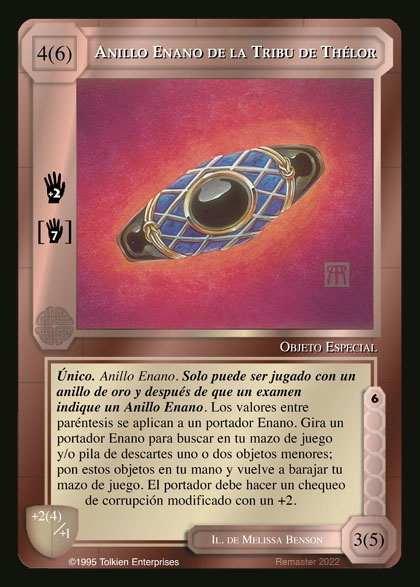 4(6)
Anillo Enano de la Tribu de Thélor
2
[7]
Objeto Especial
Único. Anillo Enano. Solo puede ser jugado con un
anillo de oro y después de que un examen
indique un Anillo Enano. Los valores entre
paréntesis se aplican a un portador Enano. Gira un
portador Enano para buscar en tu mazo de juego
y/o pila de descartes uno o dos objetos menores;
pon estos objetos en tu mano y vuelve a barajar tu
mazo de juego. El portador debe hacer un chequeo
de corrupción modificado con un +2.
6
+2(4)
/+1
Il. de Melissa Benson
3(5)
©1995 Tolkien Enterprises
Remaster 2022